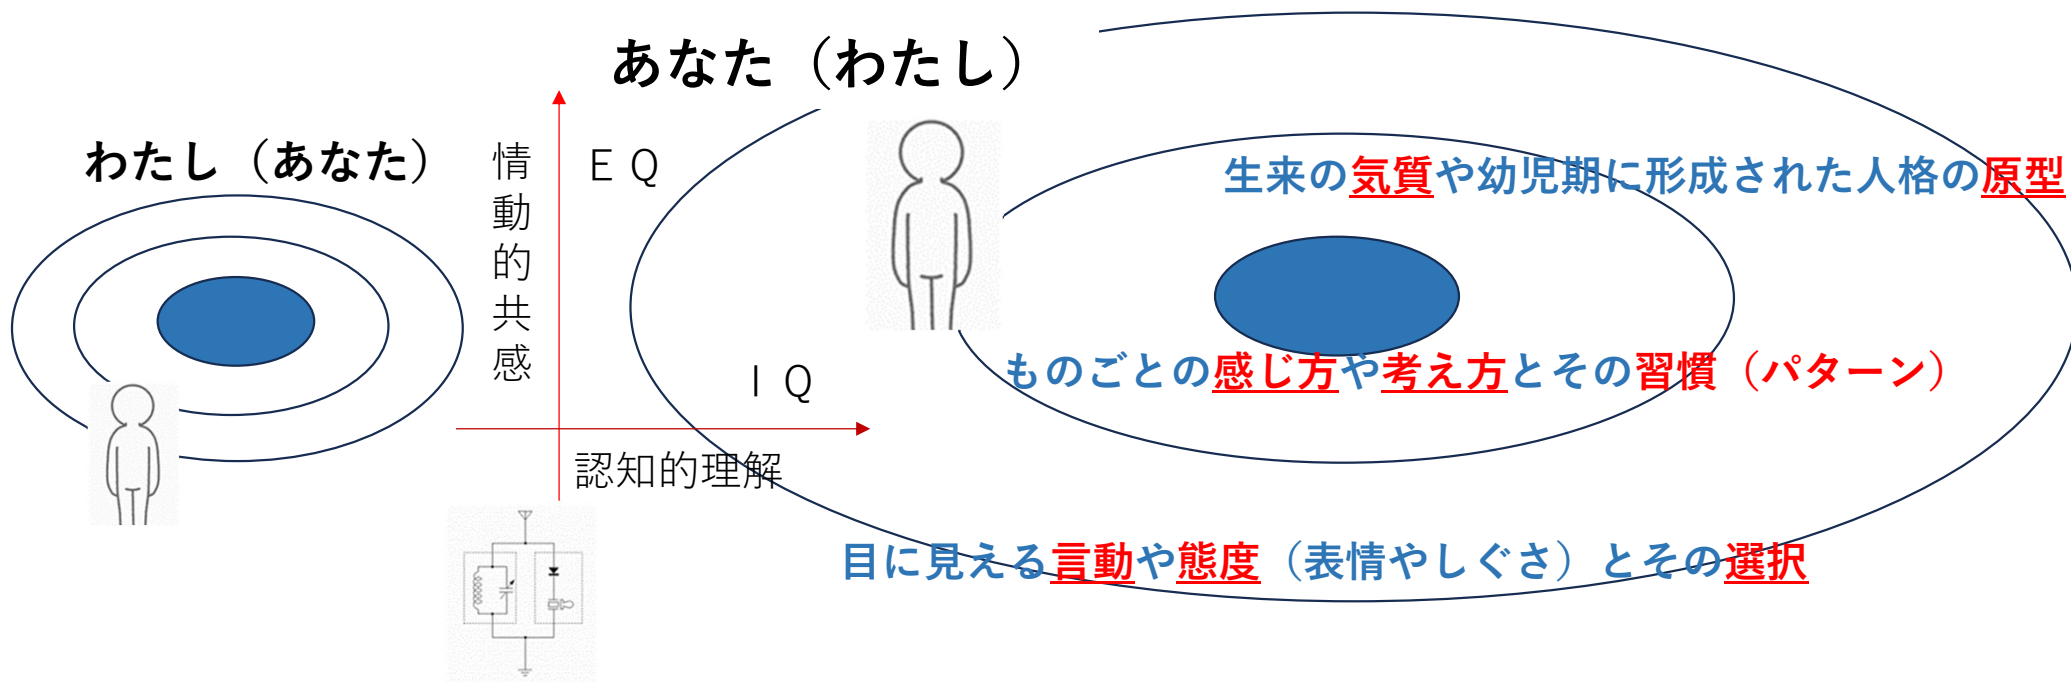 あなた（わたし）
わたし（あなた）
情動的共感
ＥＱ
生来の気質や幼児期に形成された人格の原型
ものごとの感じ方や考え方とその習慣（パターン）
ＩＱ
認知的理解
目に見える言動や態度（表情やしぐさ）とその選択